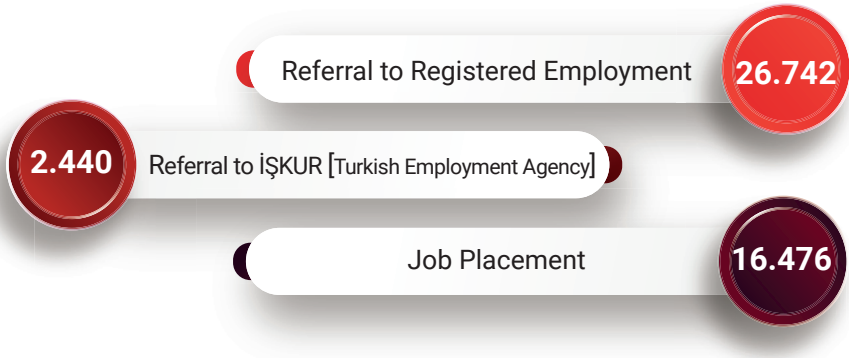 Referral to Registered Employment
26.742
2.440
Referral to İŞKUR [Turkish Employment Agency]
Job Placement
16.476